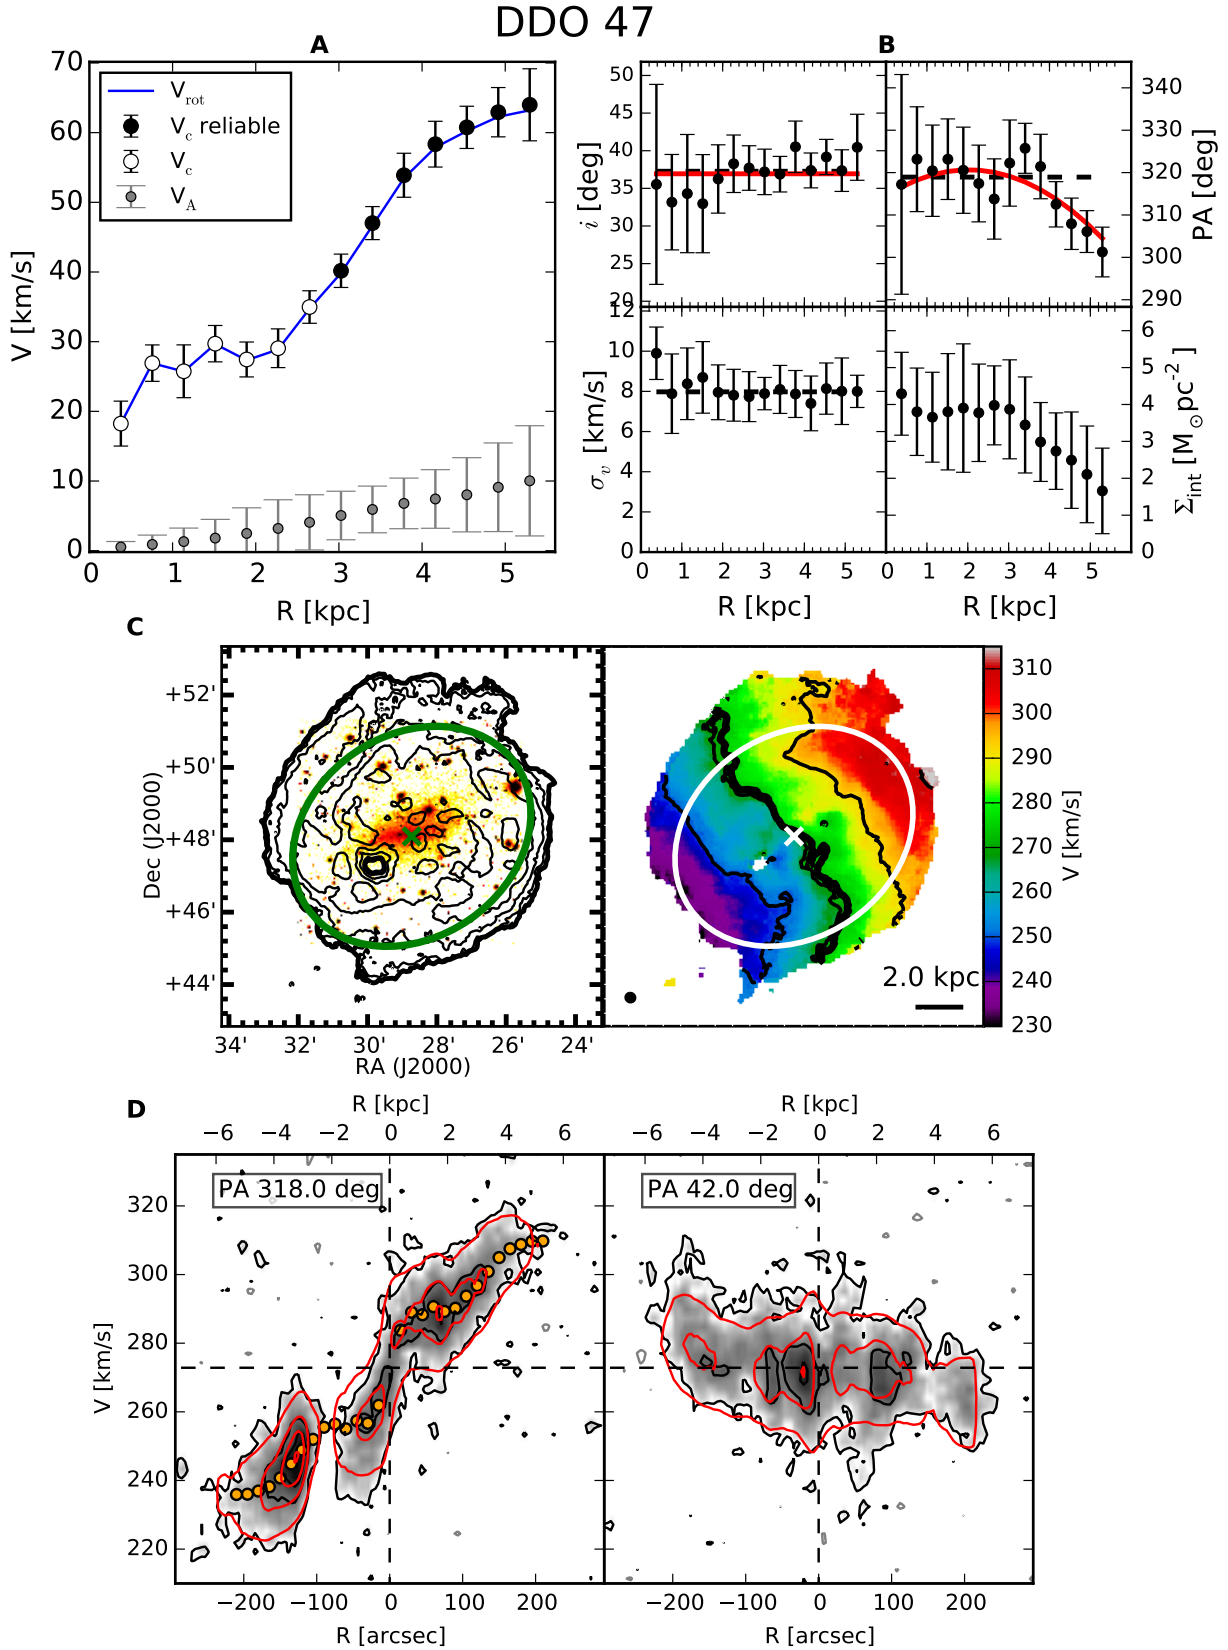 DDO 47
A
B
70
60
50
40
30
20
10
0
V [km/s]
V_rot
V_c reliable
V_c
V_A
0 1 2 3 4 5
R [kpc]
50
45
40
35
30
25
20
i [deg]
340
330
320
310
300
290
PA [deg]
12
10
8
6
4
2
0
σ_v [km/s]
6
5
4
3
2
1
0
Σ_int [M_⊙pc^-2]
0 1 2 3 4 5
0 1 2 3 4 5
R [kpc]
R [kpc]
C
+52'
+50'
+48'
+46'
+44'
Dec (J2000)
34' 32' 30' 28' 26' 24'
RA (J2000)
2.0 kpc
310
300
290
280
270
260
250
240
230
V [km/s]
D
R [kpc]
R [kpc]
−6 −4 −2 0 2 4 6
−6 −4 −2 0 2 4 6
PA 318.0 deg
PA 42.0 deg
320
300
280
260
240
220
V [km/s]
−200 −100 0 100 200
−200 −100 0 100 200
R [arcsec]
R [arcsec]